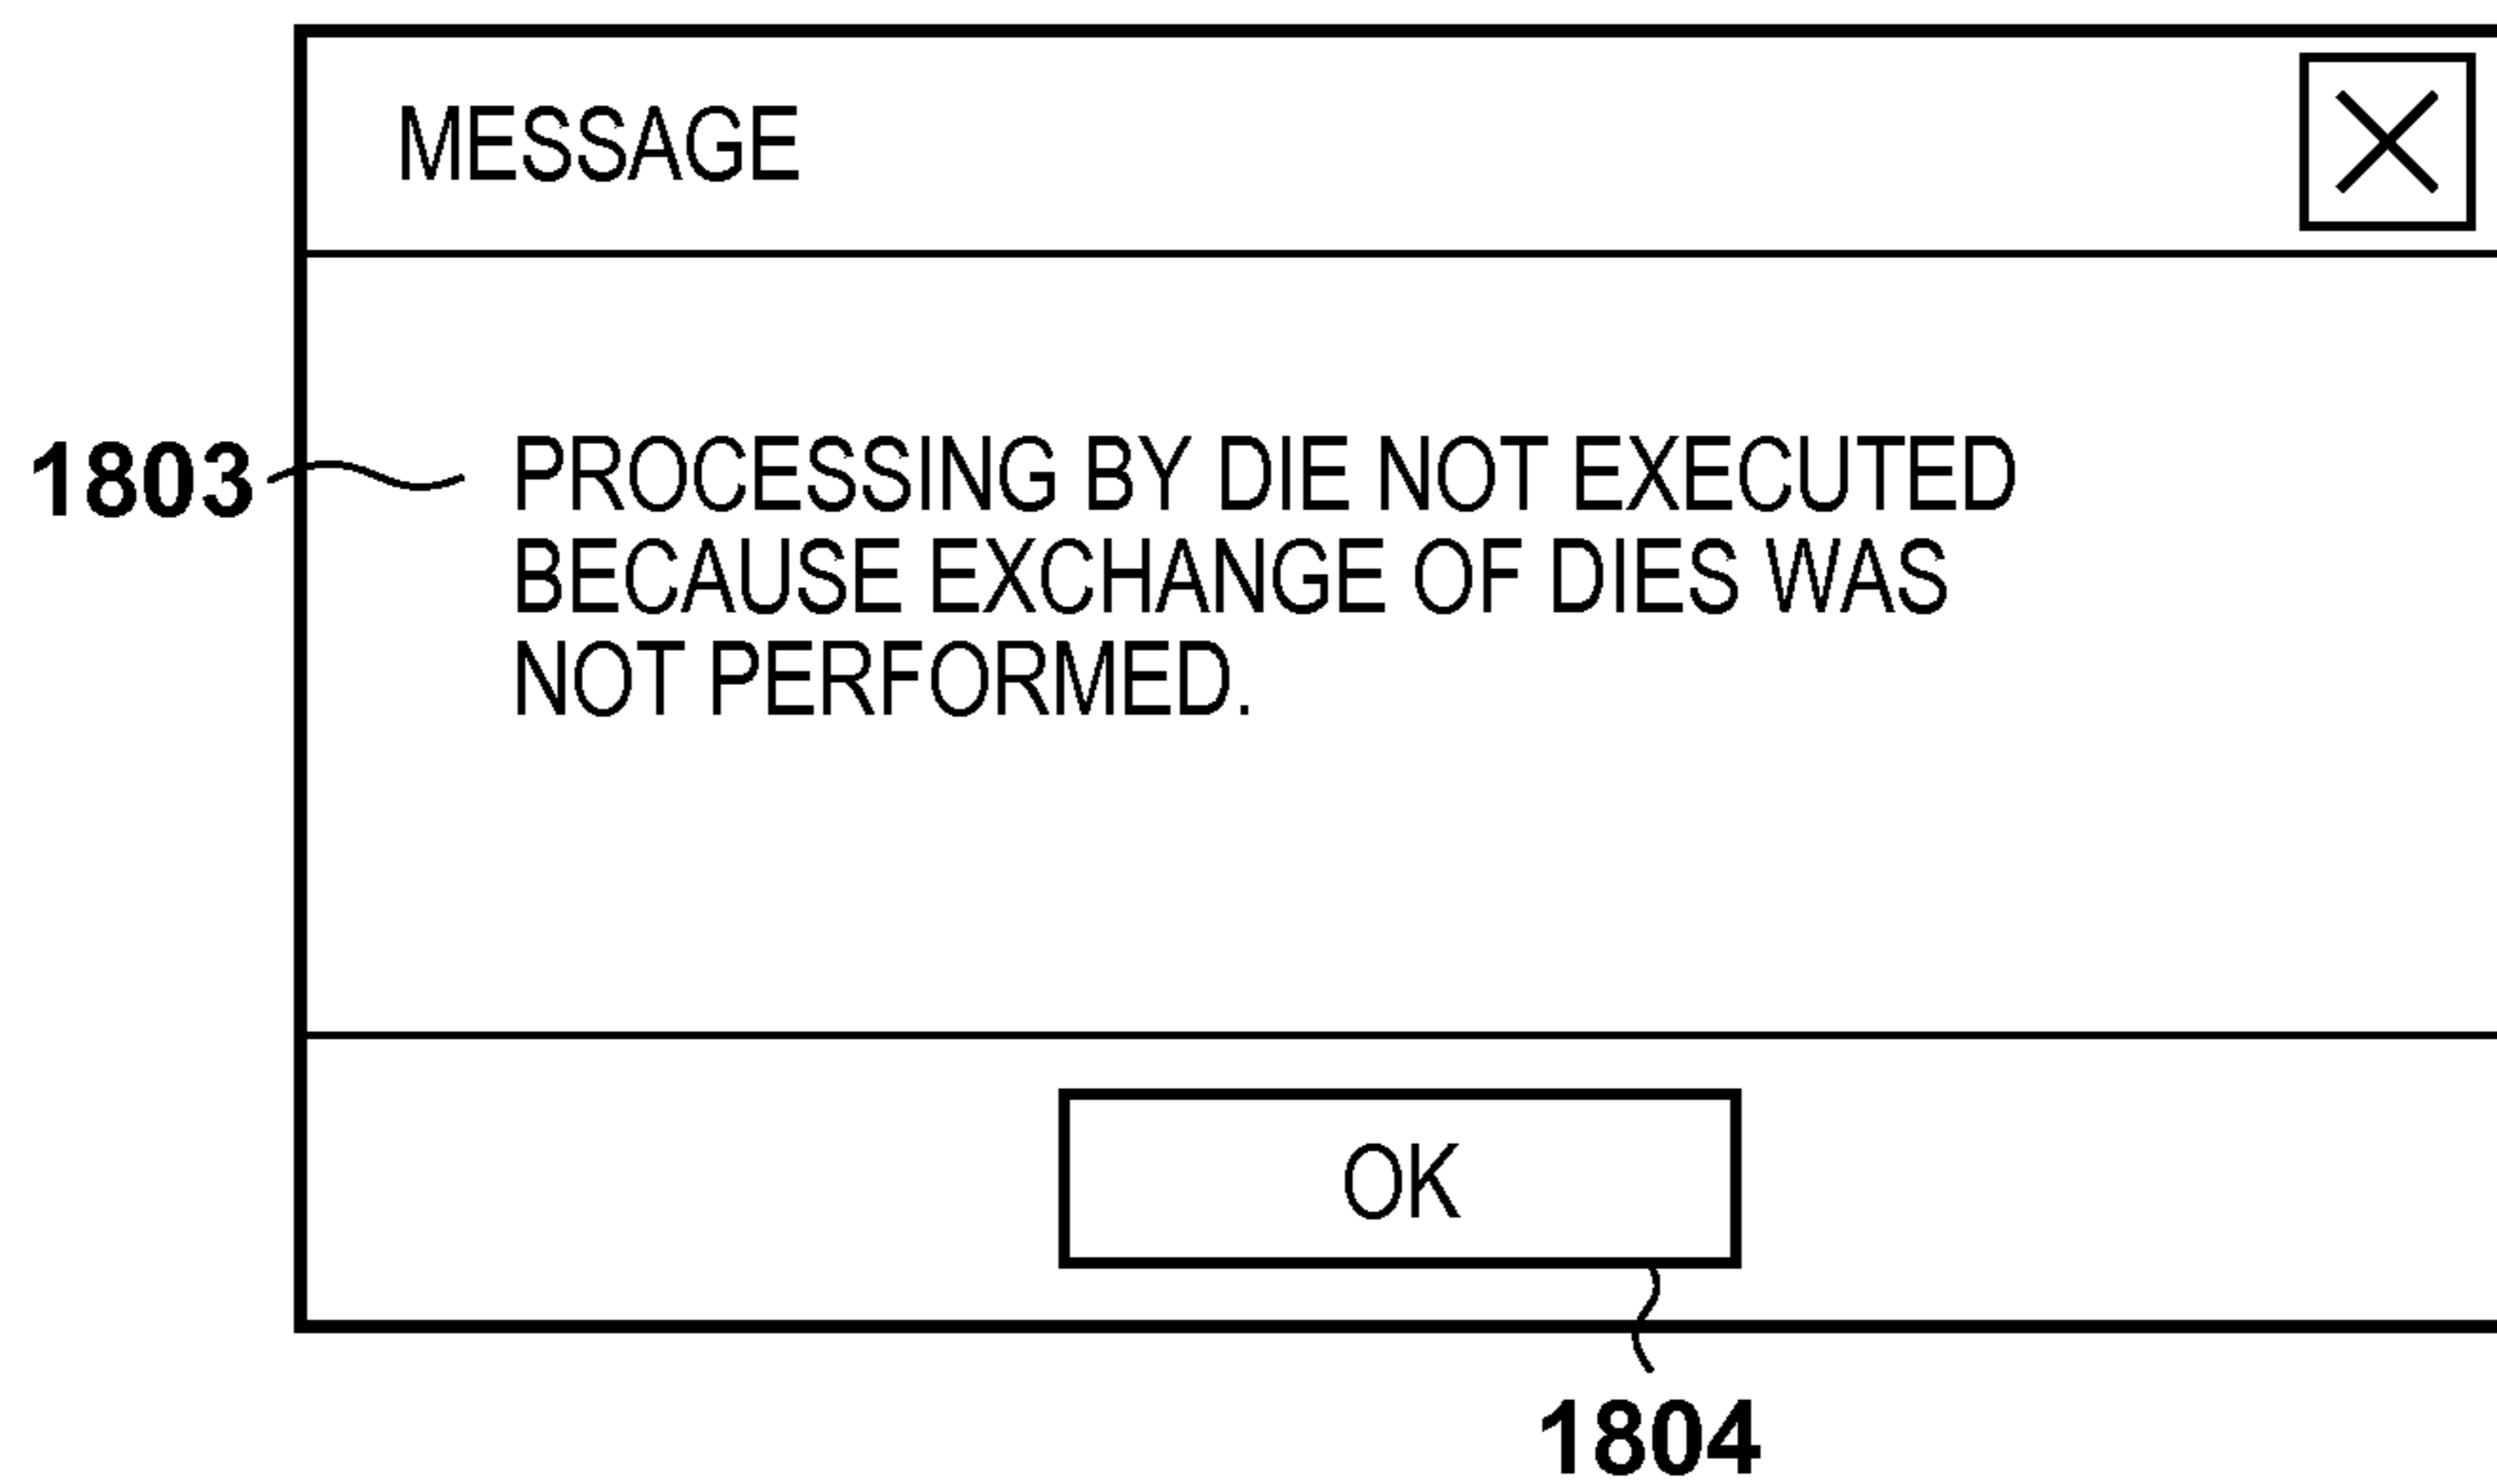 MESSAGE
1803
PROCESSING BY DIE NOT EXECUTED
BECAUSE EXCHANGE OF DIES WAS
NOT PERFORMED.
OK
1804